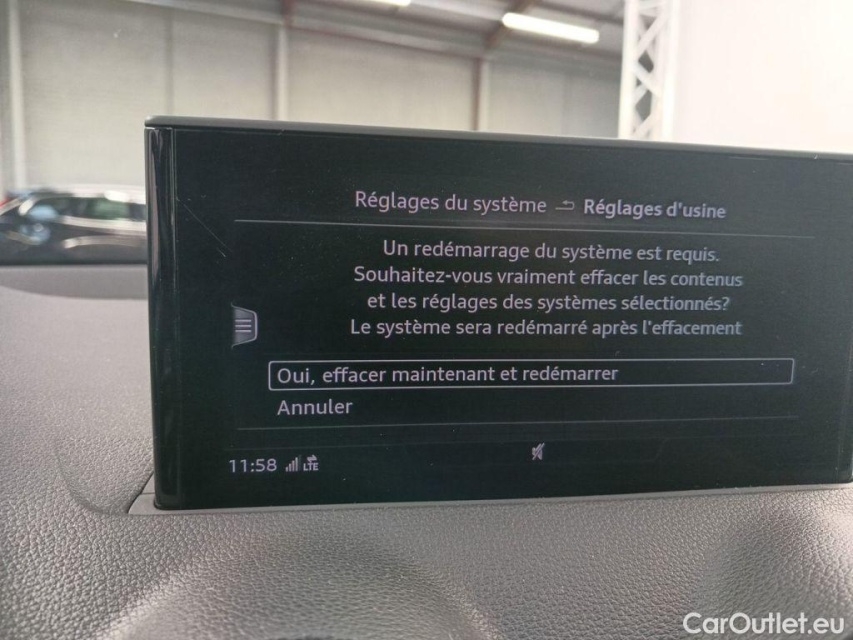 Réglages du système Réglages d'usine
Un redémarrage du système est requis.
Souhaitez-vous vraiment effacer les contenus
et les réglages des systèmes sélectionnés?
Le système sera redémarré après l'effacement
Oui, effacer maintenant et redémarrer
Annuler
11:58 LTE
CarOutlet.eu